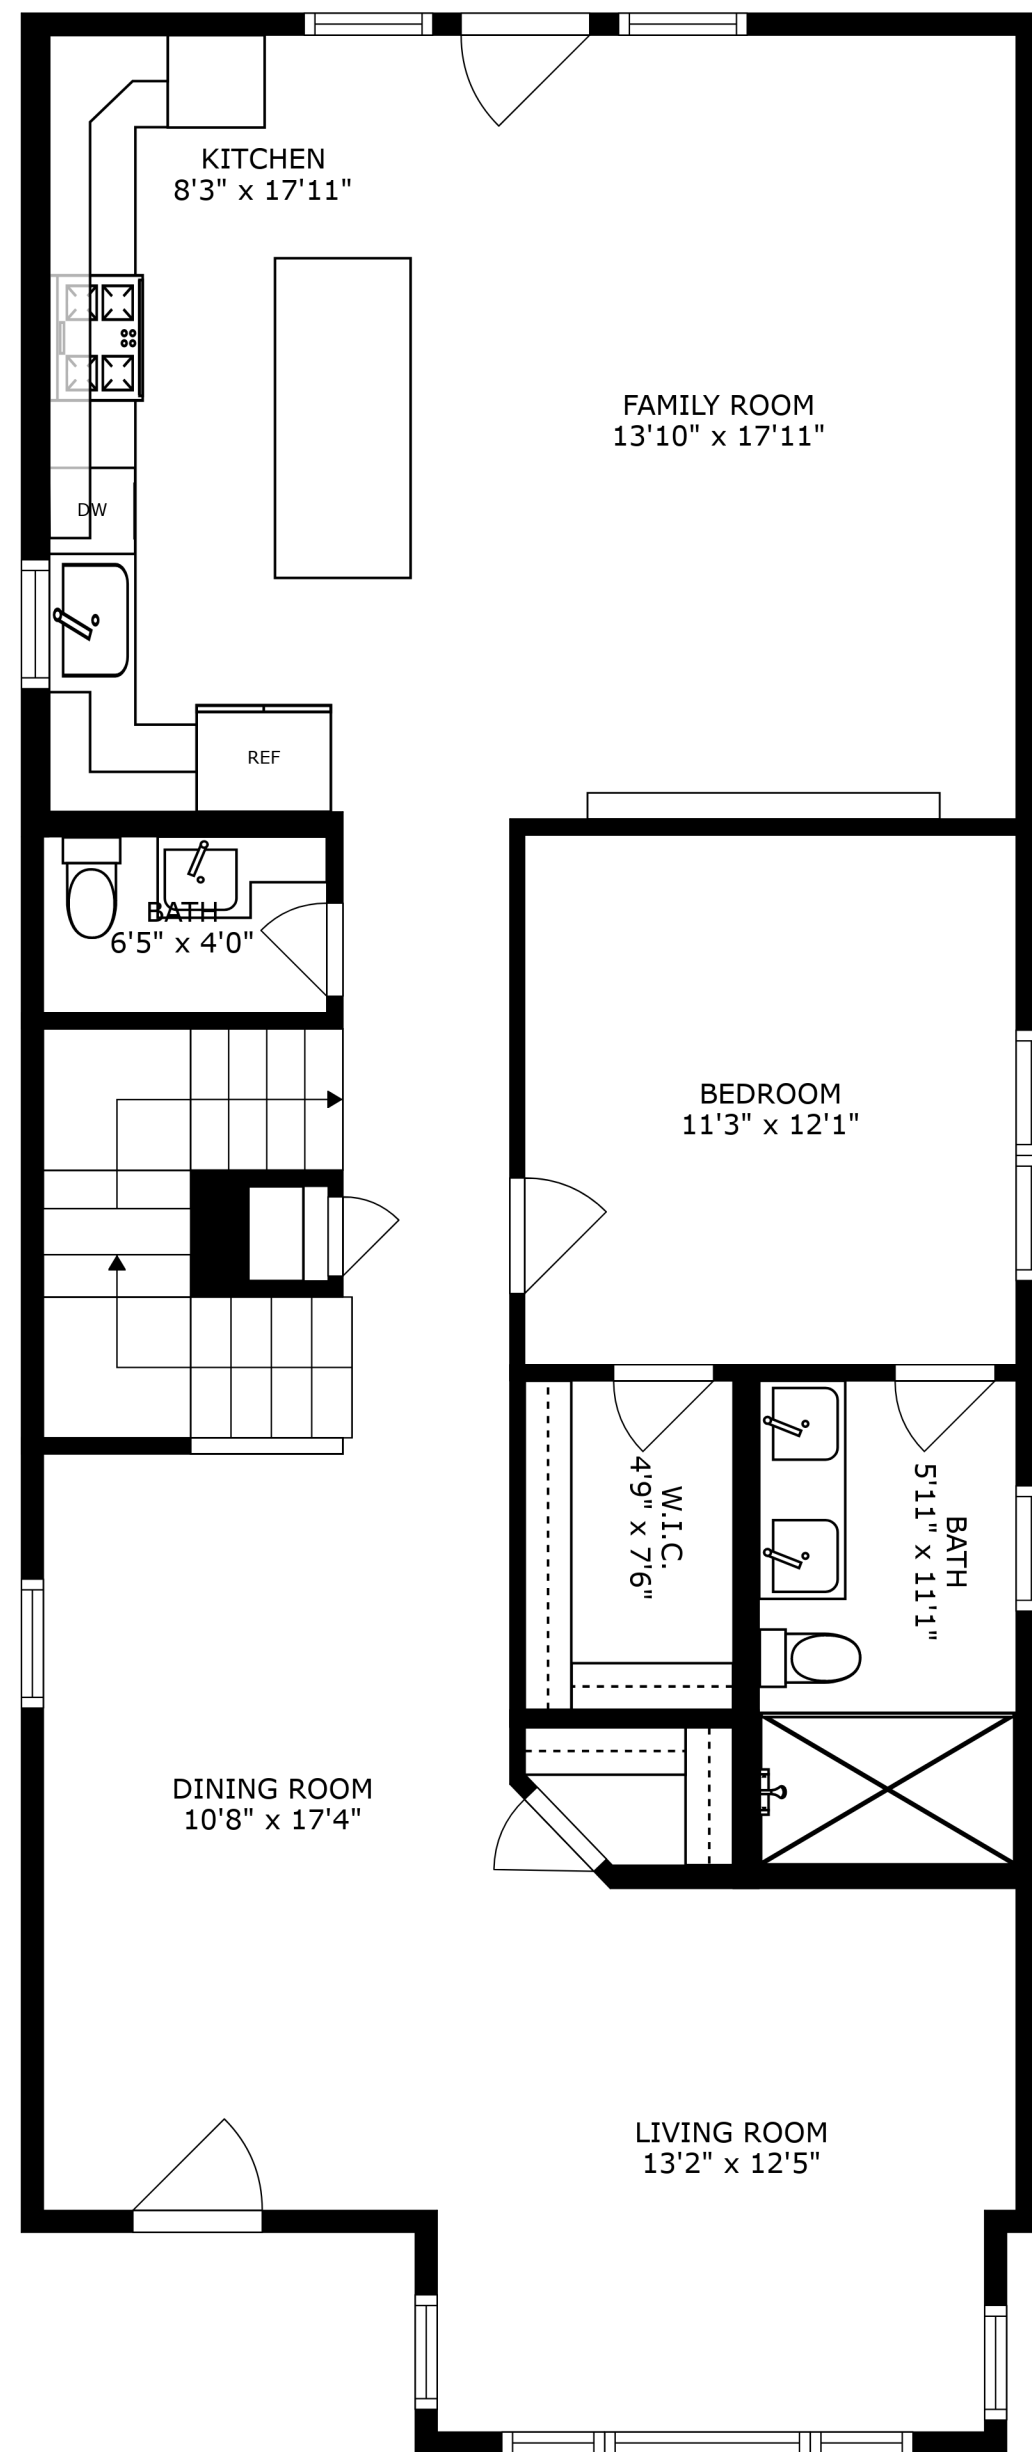 KITCHEN
8'3" x 17'11"
FAMILY ROOM
13'10" x 17'11"
DW
REF
BATH
6'5" x 4'0"
BEDROOM
11'3" x 12'1"
W.I.C.
4'9" x 7'6"
BATH
5'11" x 11'1"
DINING ROOM
10'8" x 17'4"
LIVING ROOM
13'2" x 12'5"